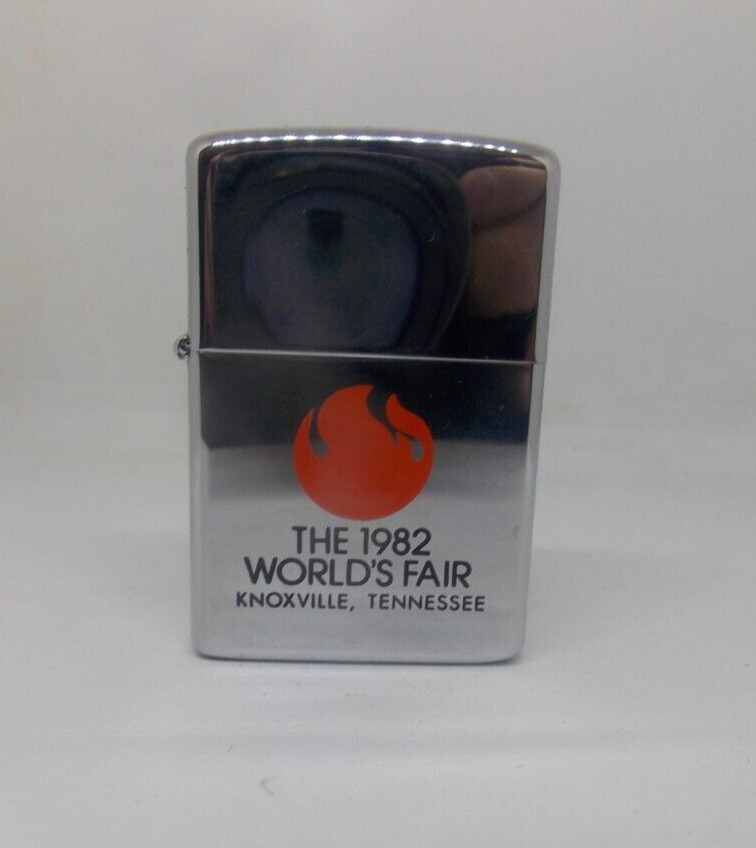 THE 1982
WORLD'S FAIR
KNOXVILLE, TENNESSEE